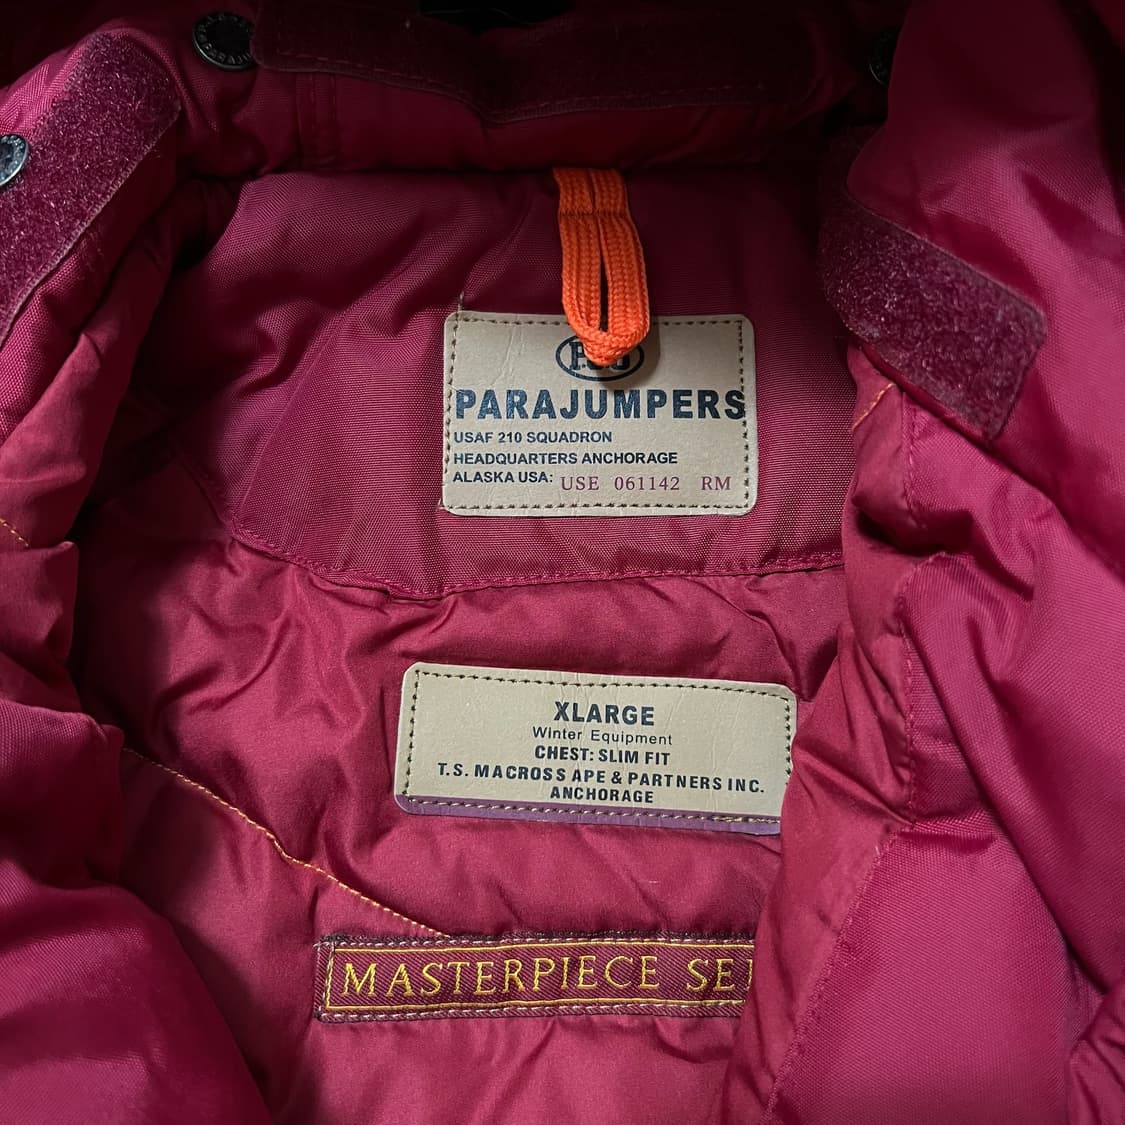 PARAJUMPERS
USAF 210 SQUADRON
HEADQUARTERS ANCHORAGE
ALASKA USA: USE 061142 RM
XLARGE
Winter Equipment
CHEST: SLIM FIT
T.S. MACROSS APE & PARTNERS INC.
ANCHORAGE
MASTERPIECE